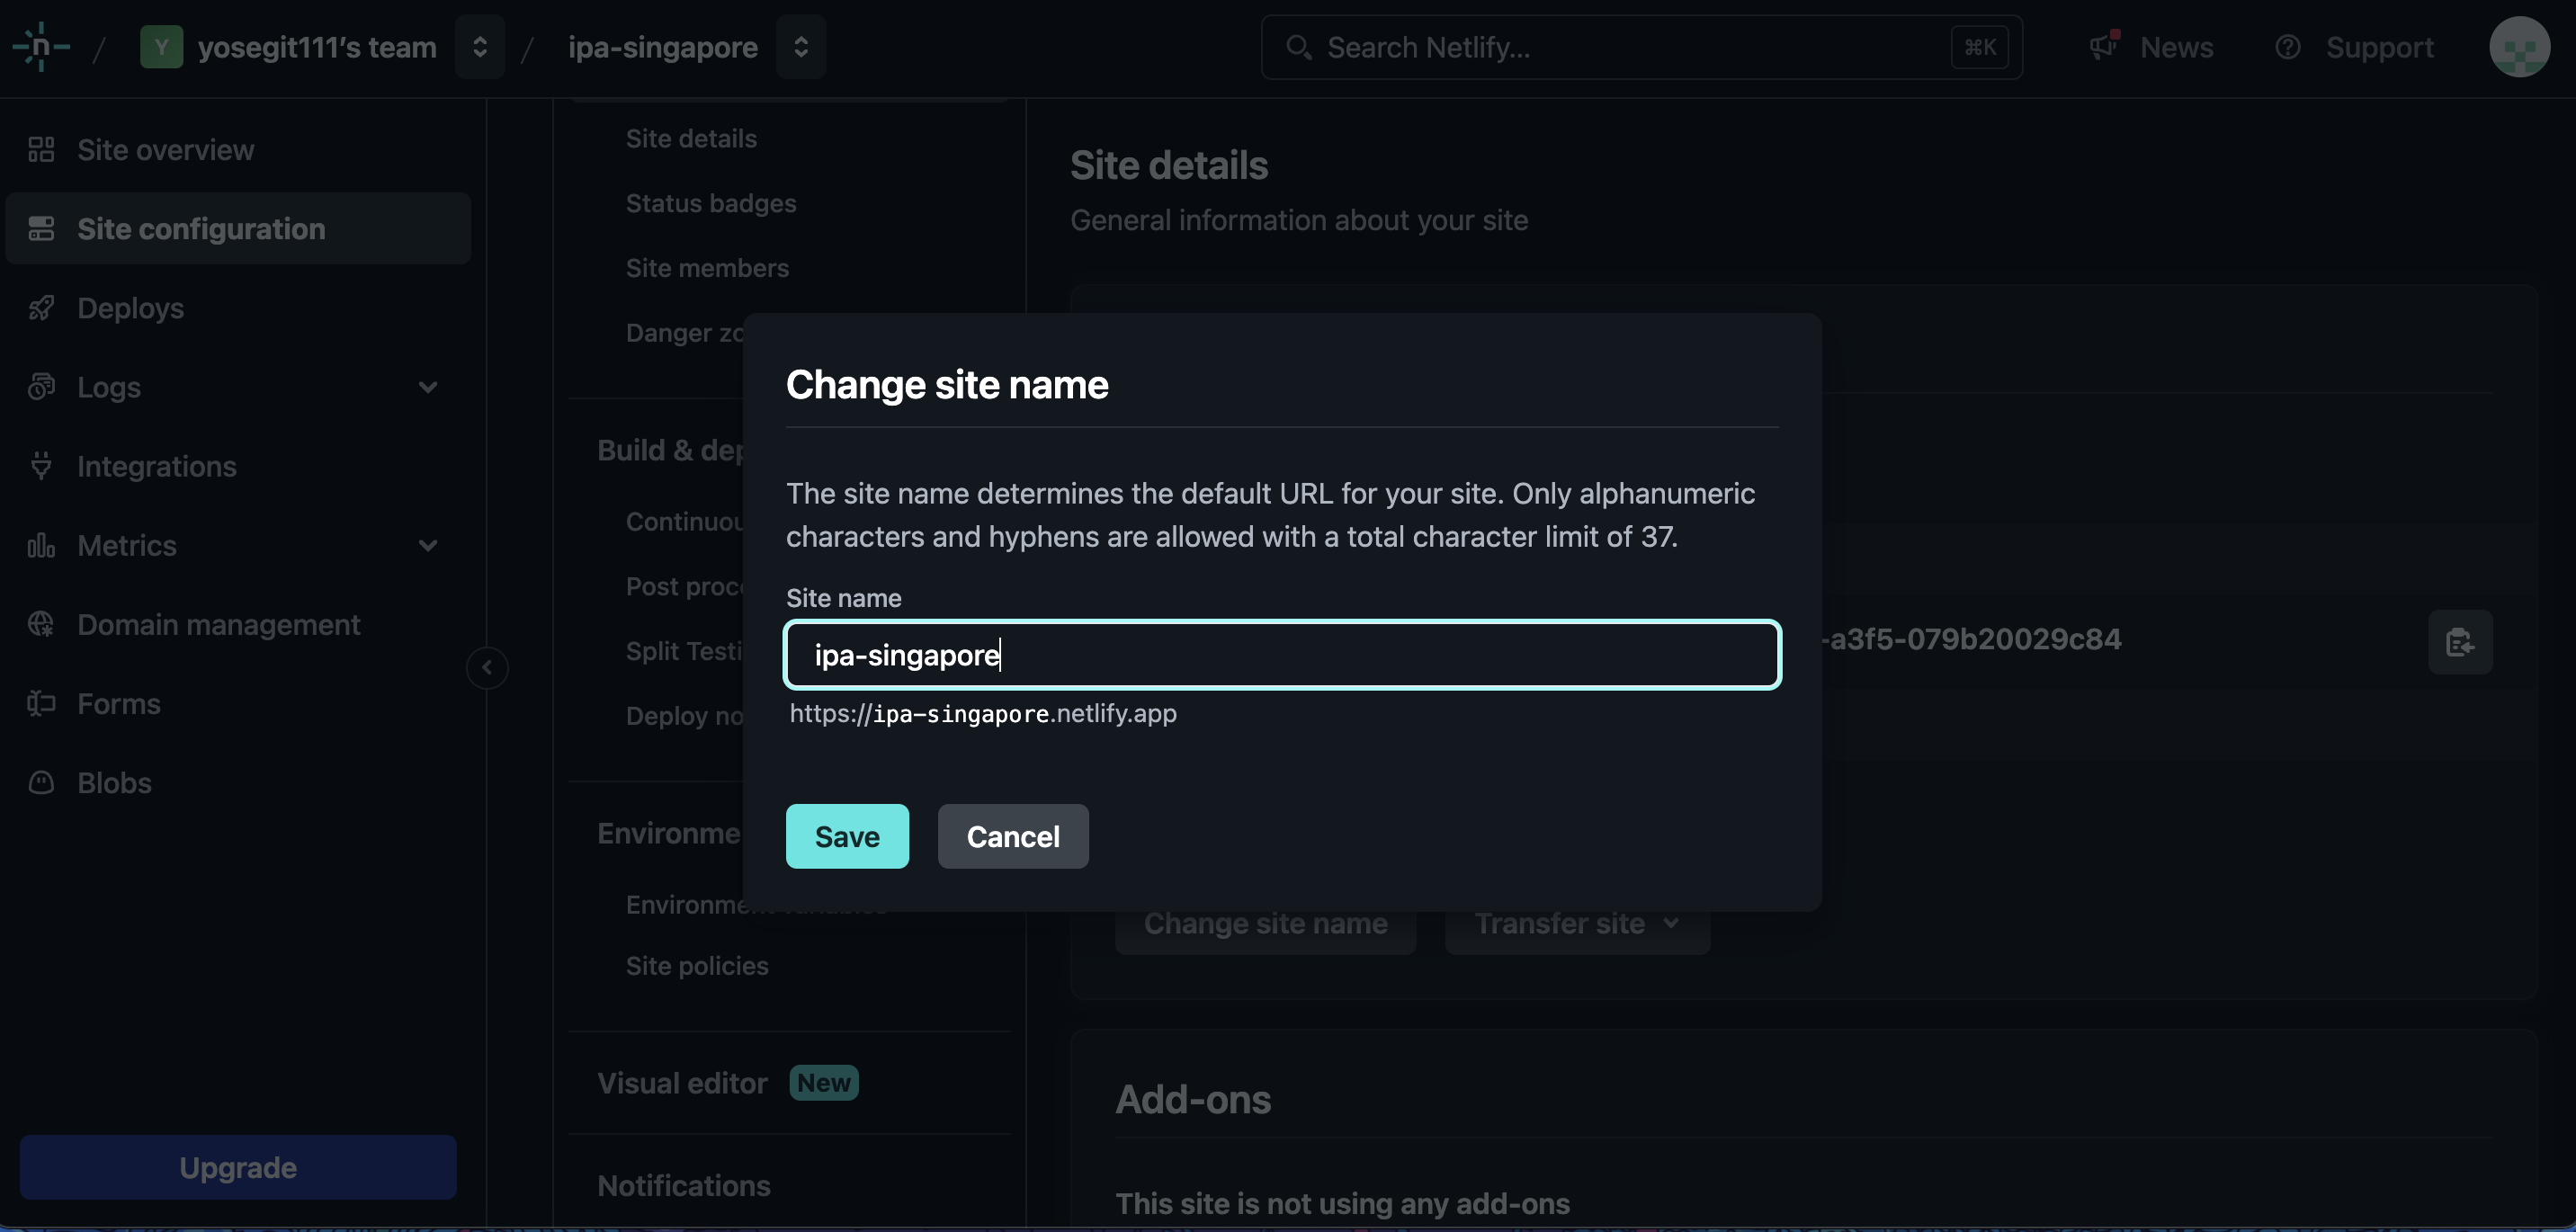 n / Y yosegit111's team / ipa-singapore
Search Netlify... ⌘K
News
Support
Site overview
Site configuration
Deploys
Logs
Integrations
Metrics
Domain management
Forms
Blobs
Upgrade
Site details
Status badges
Site members
Danger zo
Build & dep
Continuou
Post proc
Split Testi
Deploy no
Environme
Environme
Site policies
Visual editor New
Notifications
Site details
General information about your site
-a3f5-079b20029c84
Change site name
Transfer site
Add-ons
This site is not using any add-ons
Change site name
The site name determines the default URL for your site. Only alphanumeric
characters and hyphens are allowed with a total character limit of 37.
Site name
ipa-singapore
https://ipa-singapore.netlify.app
Save
Cancel